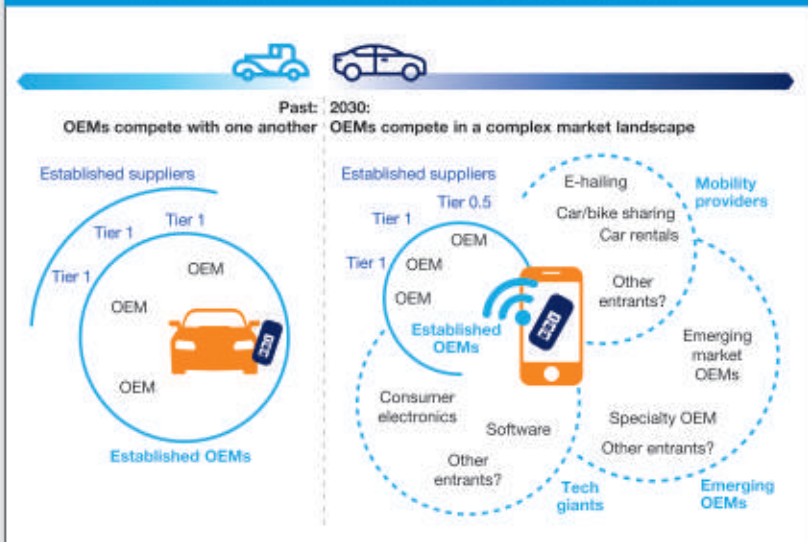 Past:
OEMs compete with one another
2030:
OEMs compete in a complex market landscape
Established suppliers
Tier 1
Tier 1
Tier 1
OEM
OEM
OEM
Established OEMs
Established suppliers
Tier 0.5
Tier 1
Tier 1
OEM
OEM
OEM
Established
OEMs
E-hailing
Car/bike sharing
Car rentals
Other
entrants?
Mobility
providers
Emerging
market
OEMs
Specialty OEM
Other entrants?
Emerging
OEMs
Consumer
electronics
Software
Other
entrants?
Tech
giants